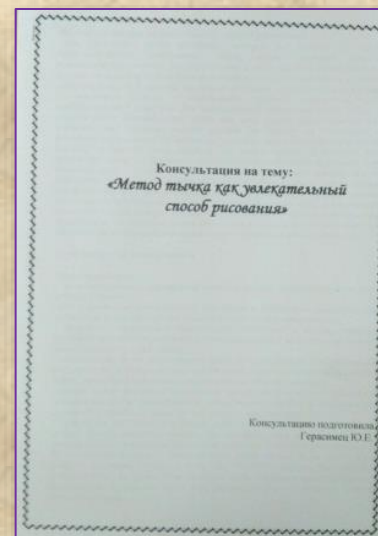 Консультация на тему:
«Метод тычка как увлекательный
способ рисования»
Консультацию подготовила
Герасимец Ю.Е